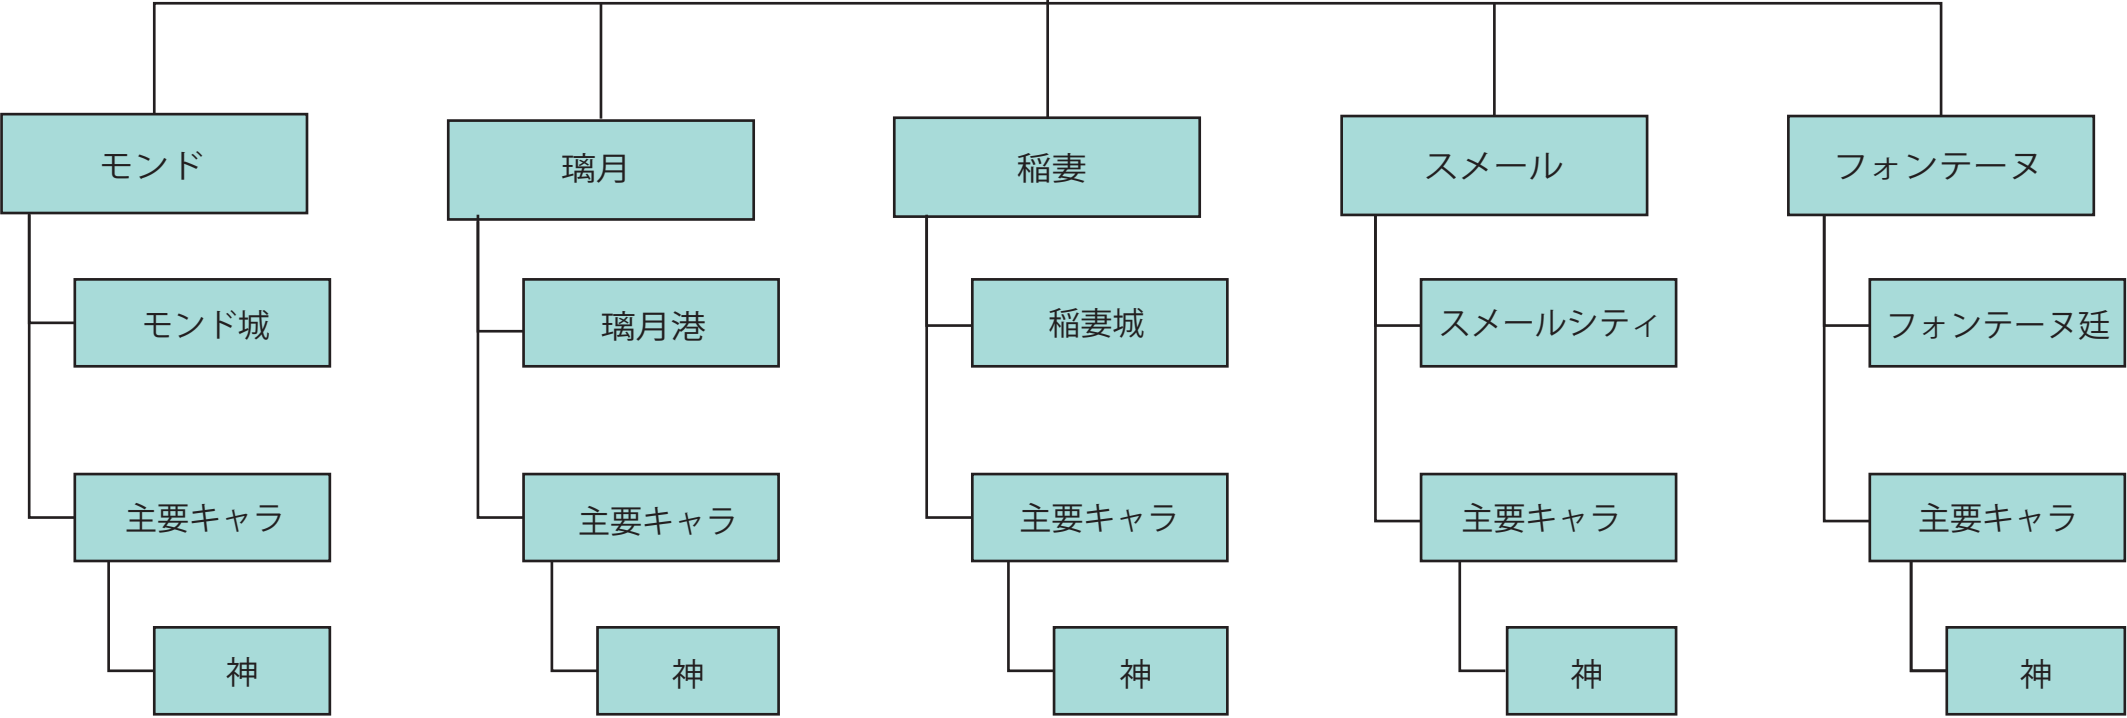 モンド
璃月
稲妻
スメール
フォンテーヌ
モンド城
璃月港
稲妻城
スメールシティ
フォンテーヌ廷
主要キャラ
主要キャラ
主要キャラ
主要キャラ
主要キャラ
神
神
神
神
神